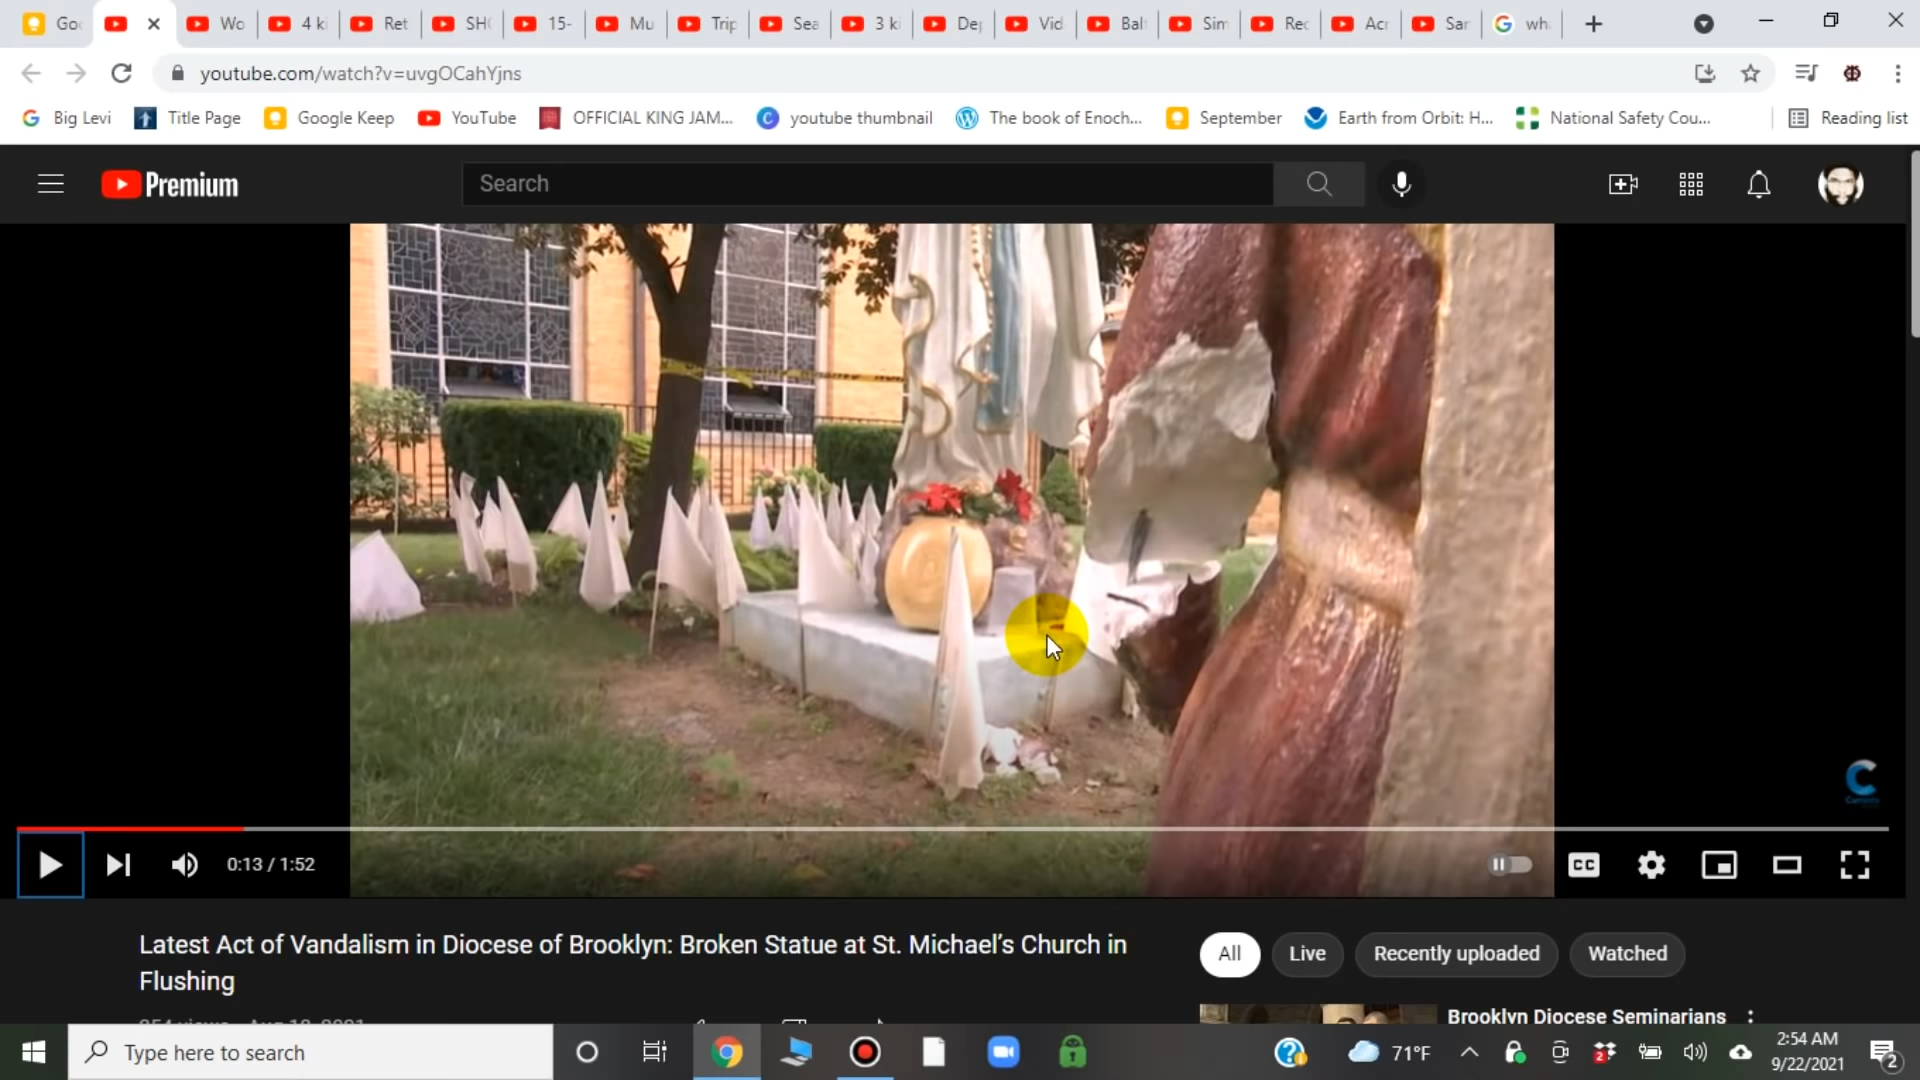 Wo
4 ki
Ret
15-
Mu
Trip
Sea
3 ki
Vid
Sim
Rec
Acr
Sar
wh
youtube.com/watch?v=uvgOCahYjns
Big Levi
Title Page
Google Keep
YouTube
OFFICIAL KING JAM...
youtube thumbnail
The book of Enoch...
September
Earth from Orbit: H...
National Safety Cou...
Reading list
Premium
Search
0:13 / 1:52
CC
Latest Act of Vandalism in Diocese of Brooklyn: Broken Statue at St. Michael's Church in
Flushing
All
Live
Recently uploaded
Watched
Brooklyn Diocese Seminarians
Type here to search
71°F
2:54 AM
9/22/2021
2